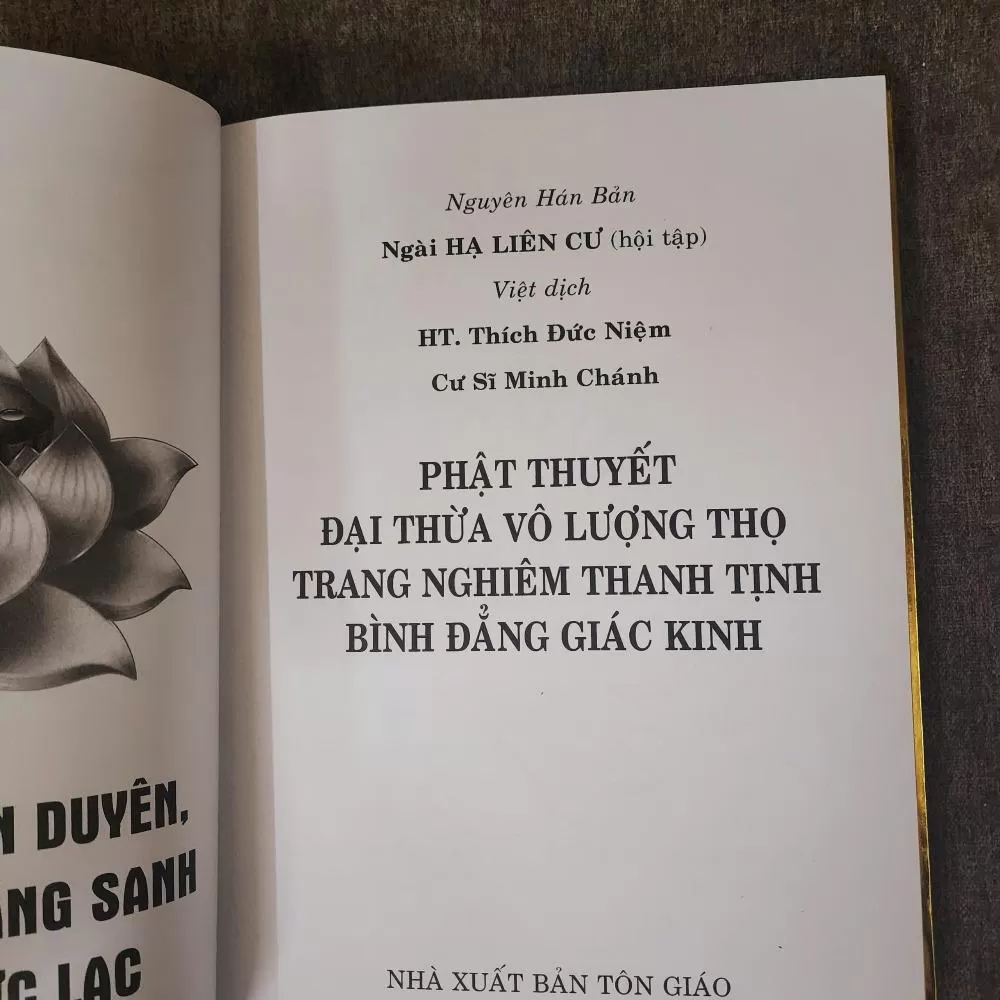 DUYÊN,
SANH
LẠC
Nguyên Hán Bản
Ngài HẠ LIÊN CƯ (hội tập)
Việt dịch
HT. Thích Đức Niệm
Cư Sĩ Minh Chánh
PHẬT THUYẾT
ĐẠI THỪA VÔ LƯỢNG THỌ
TRANG NGHIÊM THANH TỊNH
BÌNH ĐẲNG GIÁC KINH
NHÀ XUẤT BẢN TÔN GIÁO